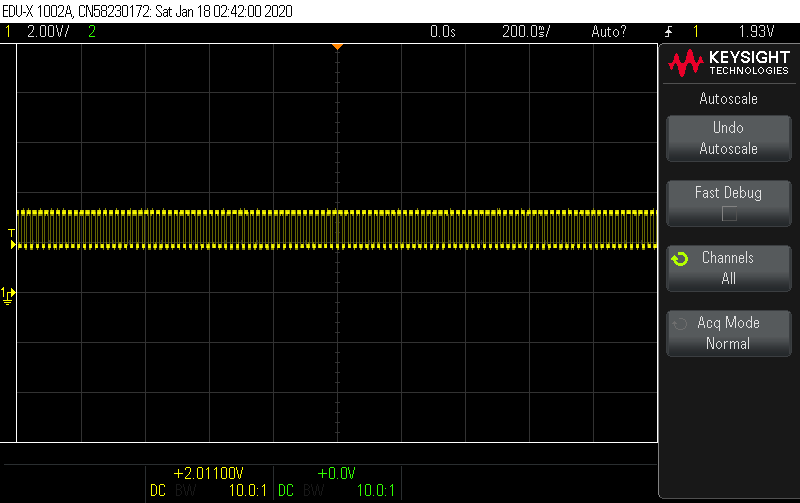 EDU-X 1002A, CN58230172: Sat Jan 18 02:42:00 2020
1 2.00V/ 2 0.0s 200.0ms/ Auto? 1 1.93V
KEYSIGHT
TECHNOLOGIES
Autoscale
Undo
Autoscale
Fast Debug
Channels
All
Acq Mode
Normal
T
1
+2.01100V +0.0V
DC BW 10.0:1 DC BW 10.0:1